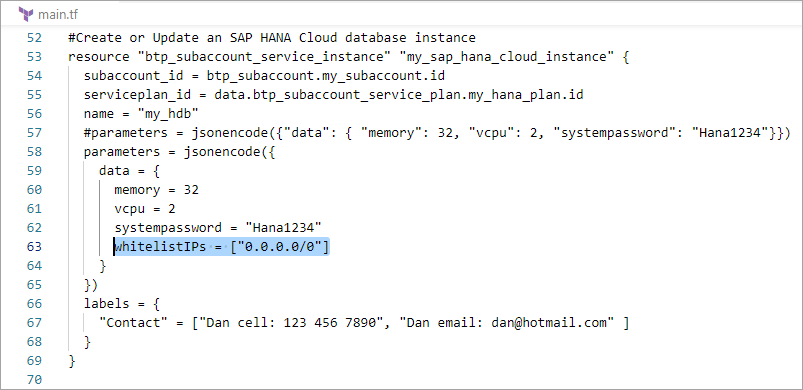 main.tf
52 #Create or Update an SAP HANA Cloud database instance
53 resource "btp_subaccount_service_instance" "my_sap_hana_cloud_instance" {
54   subaccount_id = btp_subaccount.my_subaccount.id
55   serviceplan_id = data.btp_subaccount_service_plan.my_hana_plan.id
56   name = "my_hdb"
57   #parameters = jsonencode({"data": { "memory": 32, "vcpu": 2, "systempassword": "Hana1234"}})
58   parameters = jsonencode({
59     data = {
60       memory = 32
61       vcpu = 2
62       systempassword = "Hana1234"
63       whitelistIPs = ["0.0.0.0/0"]
64     }
65   })
66   labels = {
67     "Contact" = ["Dan cell: 123 456 7890", "Dan email: dan@hotmail.com" ]
68   }
69 }
70